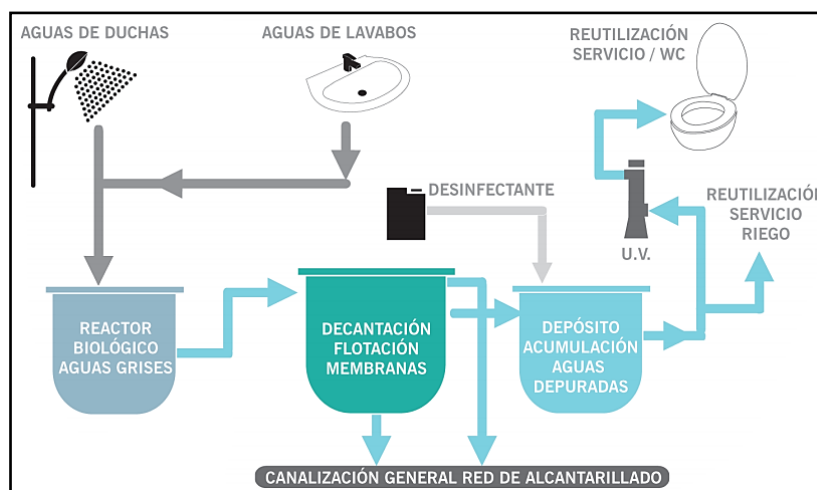 AGUAS DE DUCHAS
AGUAS DE LAVABOS
REUTILIZACIÓN
SERVICIO / WC
DESINFECTANTE
REUTILIZACIÓN
SERVICIO
RIEGO
U.V.
REACTOR
BIOLÓGICO
AGUAS GRISES
DECANTACIÓN
FLOTACIÓN
MEMBRANAS
DEPÓSITO
ACUMULACIÓN
AGUAS
DEPURADAS
CANALIZACIÓN GENERAL RED DE ALCANTARILLADO